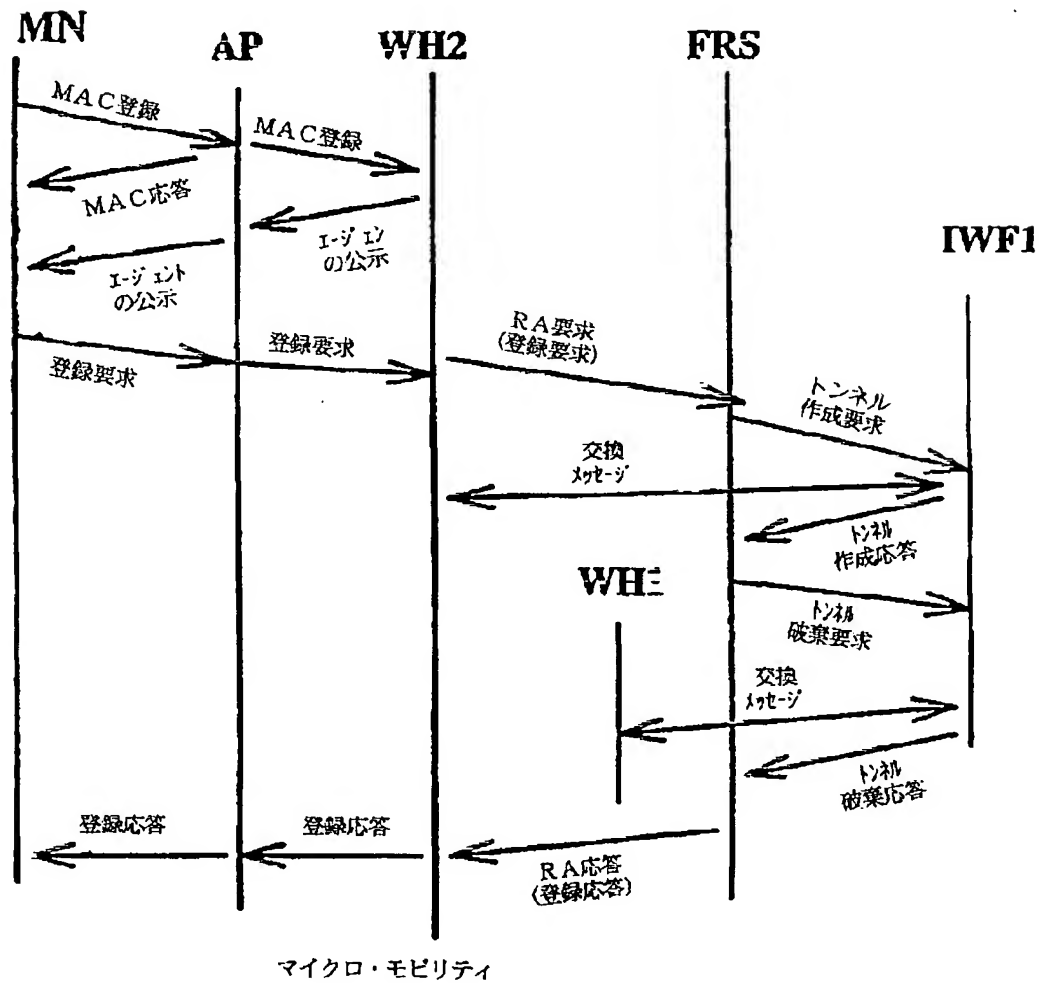 MN
AP
WH2
FRS
IWF1
MAC登録
MAC登録
MAC応答
エージェン
の公示
エージェント
の公示
登録要求
登録要求
RA要求
(登録要求)
トンネル
作成要求
交換
メッセージ
トンネル
作成応答
トンネル
破棄要求
交換
メッセージ
トンネル
破棄応答
登録応答
登録応答
RA応答
(登録応答)
マイクロ・モビリティ